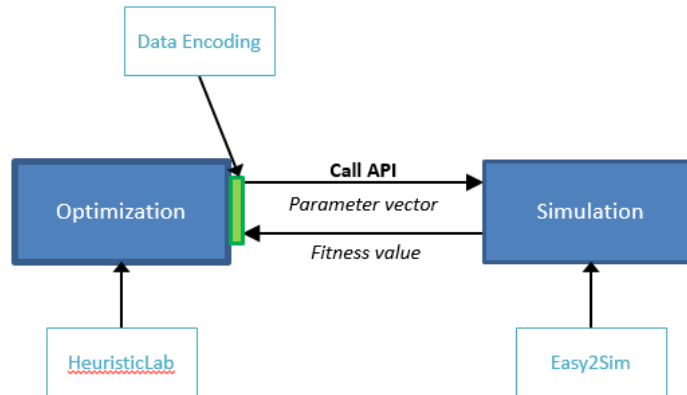 Data Encoding
Call API
Optimization
Parameter vector
Simulation
Fitness value
HeuristicLab
Easy2Sim